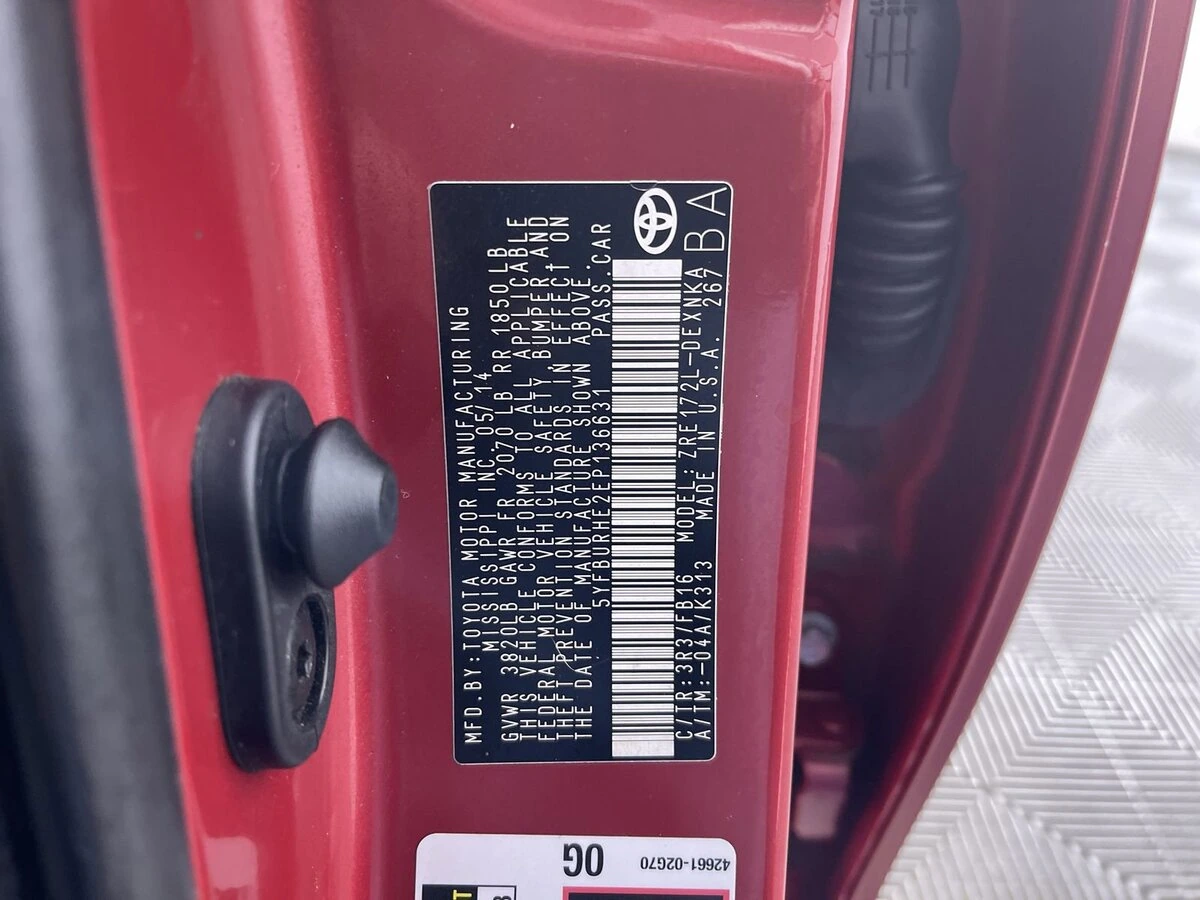 MFD.BY:TOYOTA MOTOR MANUFACTURING
MISSISSIPPI INC.05/14
GVWR 3820LB GAWR FR 2070 LB RR 1850LB
THIS VEHICLE CONFORMS TO ALL APPLICABLE
FEDERAL MOTOR VEHICLE SAFETY, BUMPER, AND
THEFT PREVENTION STANDARDS IN EFFECT ON
THE DATE OF MANUFACTURE SHOWN ABOVE.
5YFBURHE2EP136631 PASS.CAR
C/TR:3R3/FB16 MODEL:ZRE172L-DEXNKA
A/TM:-04A/K313 MADE IN U.S.A. 267
BA
42661-02G70
0G